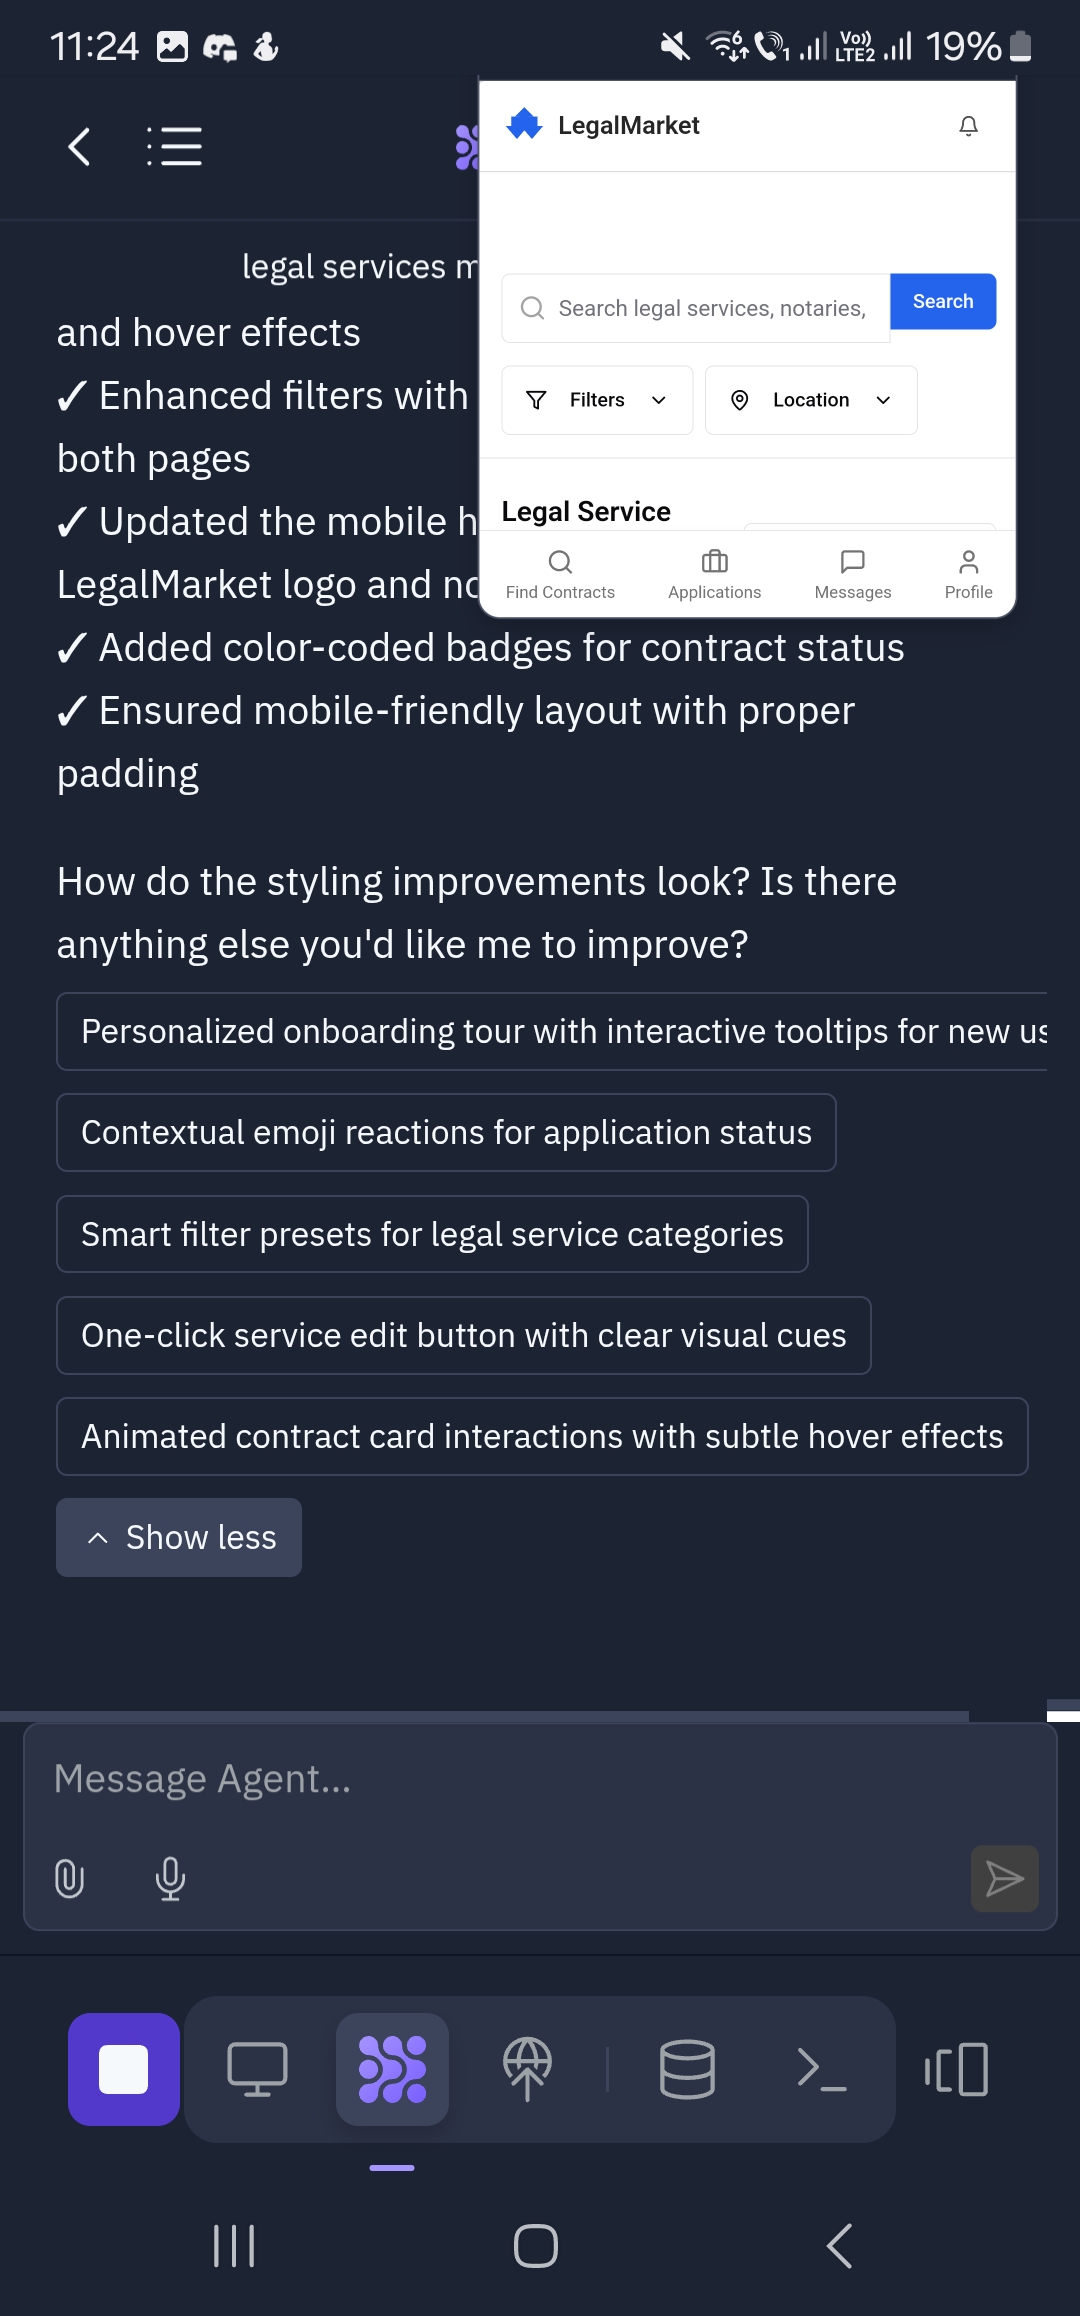 11:24
6
1
Vo))
LTE2
19%
LegalMarket
Search legal services, notaries,
Search
Filters
Location
Legal Service
Find Contracts
Applications
Messages
Profile
legal services
and hover effects
✓ Enhanced filters with
both pages
✓ Updated the mobile
LegalMarket logo and
✓ Added color-coded badges for contract status
✓ Ensured mobile-friendly layout with proper
padding
How do the styling improvements look? Is there
anything else you'd like me to improve?
Personalized onboarding tour with interactive tooltips for new
Contextual emoji reactions for application status
Smart filter presets for legal service categories
One-click service edit button with clear visual cues
Animated contract card interactions with subtle hover effects
Show less
Message Agent...